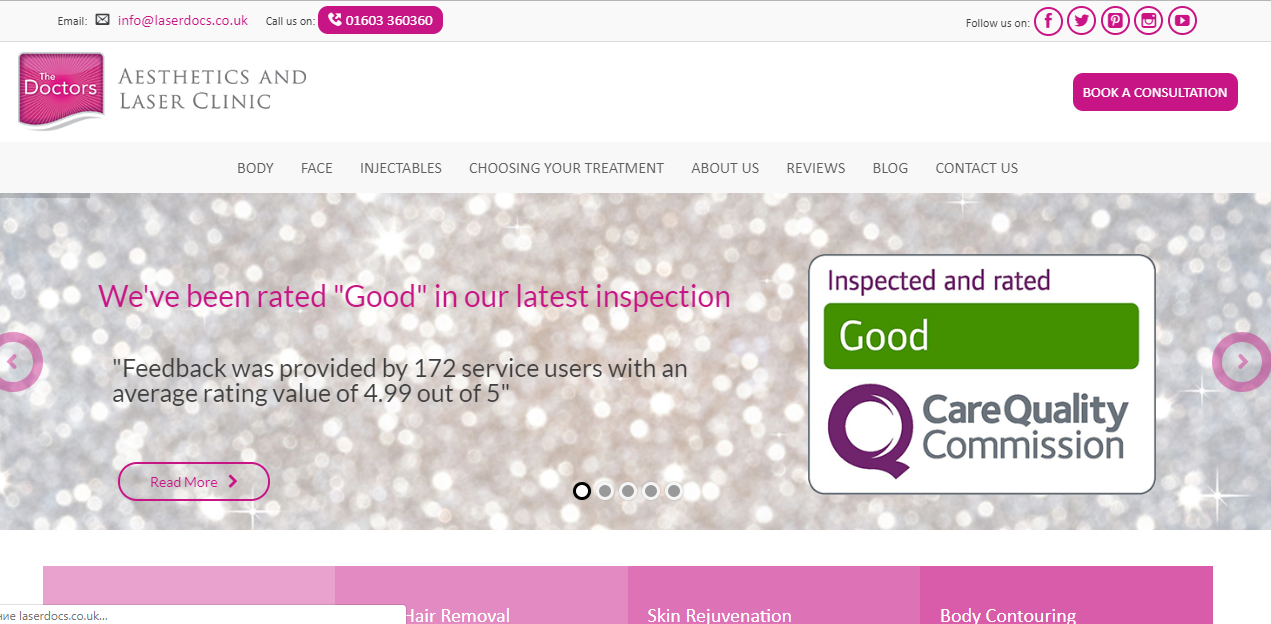 Email: info@laserdocs.co.uk Call us on: 01603 360360 Follow us on:
The Doctors
AESTHETICS AND
LASER CLINIC
BOOK A CONSULTATION
BODY FACE INJECTABLES CHOOSING YOUR TREATMENT ABOUT US REVIEWS BLOG CONTACT US
We've been rated "Good" in our latest inspection
"Feedback was provided by 172 service users with an
average rating value of 4.99 out of 5"
Read More
Inspected and rated
Good
CareQuality
Commission
Hair Removal Skin Rejuvenation Body Contouring
laserdocs.co.uk...